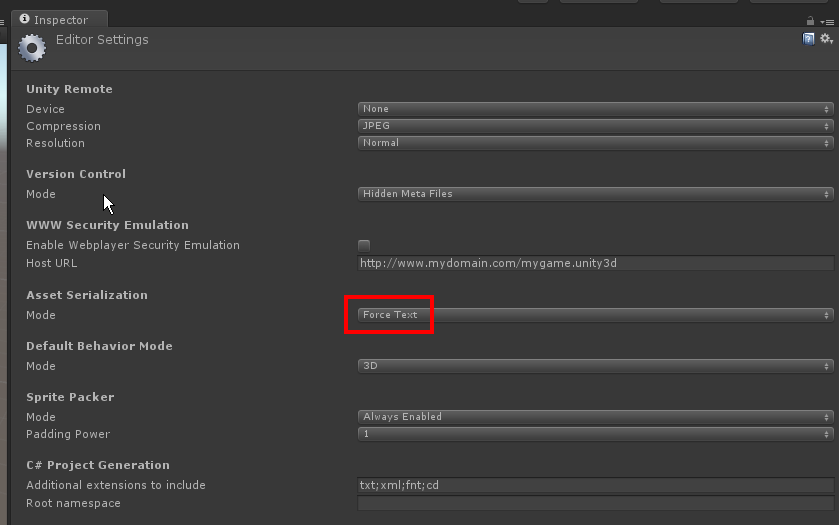 Inspector
Editor Settings
Unity Remote
Device None
Compression JPEG
Resolution Normal
Version Control
Mode Hidden Meta Files
WWW Security Emulation
Enable Webplayer Security Emulation
Host URL http://www.mydomain.com/mygame.unity3d
Asset Serialization
Mode Force Text
Default Behavior Mode
Mode 3D
Sprite Packer
Mode Always Enabled
Padding Power 1
C# Project Generation
Additional extensions to include txt;xml;fnt;cd
Root namespace